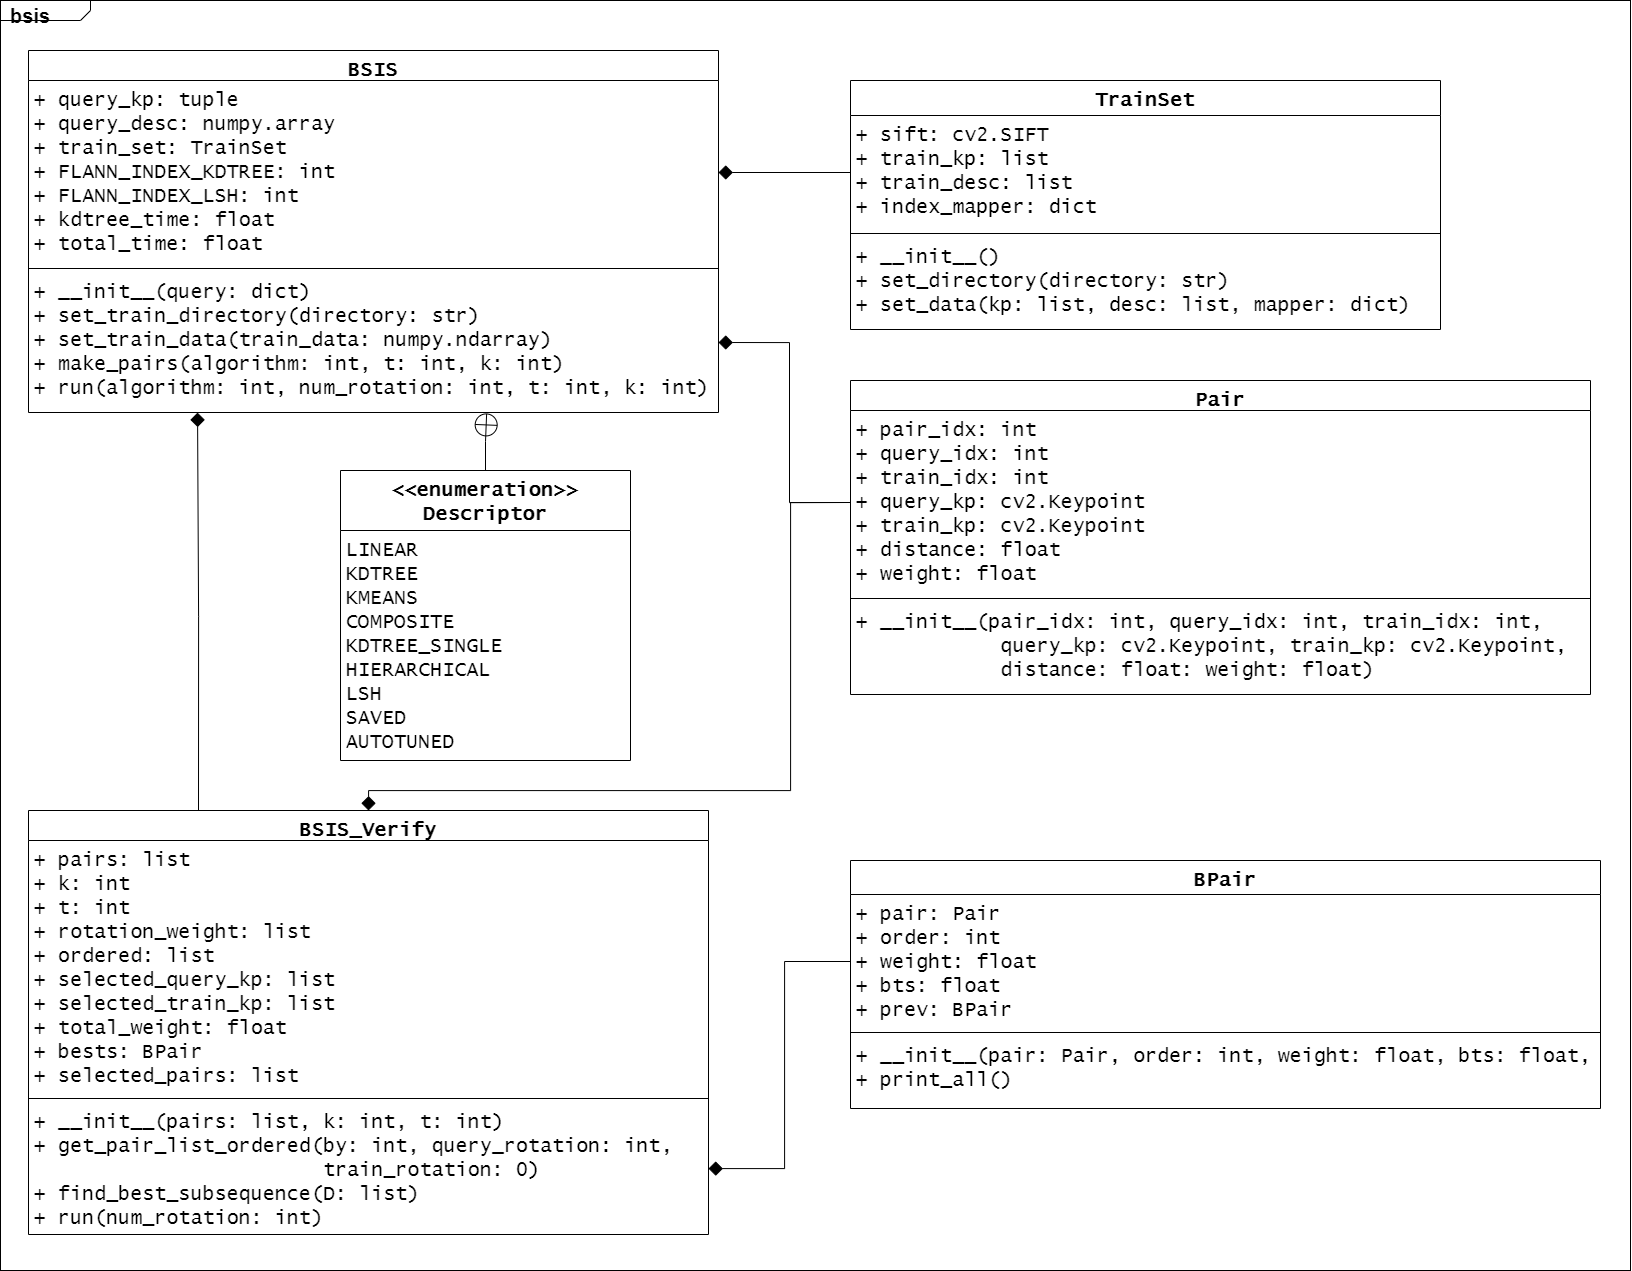 bsis
BSIS
+ query_kp: tuple
+ query_desc: numpy.array
+ train_set: TrainSet
+ FLANN_INDEX_KDTREE: int
+ FLANN_INDEX_LSH: int
+ kdtree_time: float
+ total_time: float
+ __init__(query: dict)
+ set_train_directory(directory: str)
+ set_train_data(train_data: numpy.ndarray)
+ make_pairs(algorithm: int, t: int, k: int)
+ run(algorithm: int, num_rotation: int, t: int, k: int)
TrainSet
+ sift: cv2.SIFT
+ train_kp: list
+ train_desc: list
+ index_mapper: dict
+ __init__()
+ set_directory(directory: str)
+ set_data(kp: list, desc: list, mapper: dict)
Pair
+ pair_idx: int
+ query_idx: int
+ train_idx: int
+ query_kp: cv2.Keypoint
+ train_kp: cv2.Keypoint
+ distance: float
+ weight: float
+ __init__(pair_idx: int, query_idx: int, train_idx: int,
query_kp: cv2.Keypoint, train_kp: cv2.Keypoint,
distance: float: weight: float)
<<enumeration>>
Descriptor
LINEAR
KDTREE
KMEANS
COMPOSITE
KDTREE_SINGLE
HIERARCHICAL
LSH
SAVED
AUTOTUNED
BSIS_Verify
+ pairs: list
+ k: int
+ t: int
+ rotation_weight: list
+ ordered: list
+ selected_query_kp: list
+ selected_train_kp: list
+ total_weight: float
+ bests: BPair
+ selected_pairs: list
+ __init__(pairs: list, k: int, t: int)
+ get_pair_list_ordered(by: int, query_rotation: int,
train_rotation: 0)
+ find_best_subsequence(D: list)
+ run(num_rotation: int)
BPair
+ pair: Pair
+ order: int
+ weight: float
+ bts: float
+ prev: BPair
+ __init__(pair: Pair, order: int, weight: float, bts: float,
+ print_all()